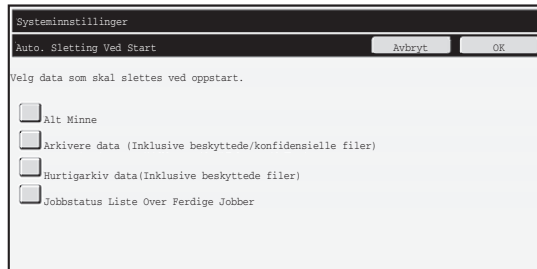 Systeminnstillinger
Auto. Sletting Ved Start Avbryt OK
Velg data som skal slettes ved oppstart.
Alt Minne
Arkivere data (Inklusive beskyttede/konfidensielle filer)
Hurtigarkiv data(Inklusive beskyttede filer)
Jobbstatus Liste Over Ferdige Jobber